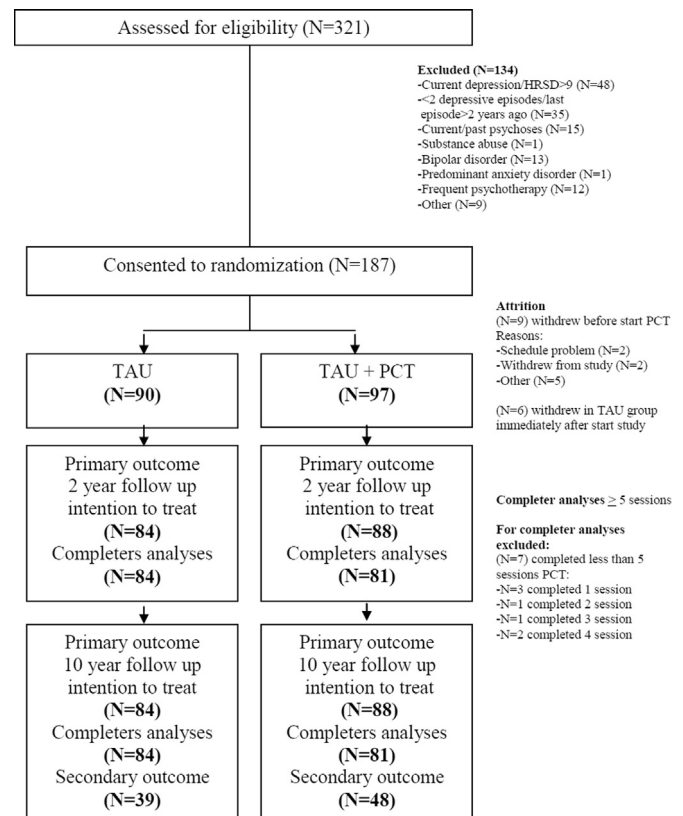 Assessed for eligibility (N=321)
Excluded (N=134)
-Current depression/HRSD>9 (N=48)
-<2 depressive episodes/last
episode>2 years ago (N=35)
-Current/past psychoses (N=15)
-Substance abuse (N=1)
-Bipolar disorder (N=13)
-Predominant anxiety disorder (N=1)
-Frequent psychotherapy (N=12)
-Other (N=9)
Consented to randomization (N=187)
Attrition
(N=9) withdrew before start PCT
Reasons:
-Schedule problem (N=2)
-Withdrew from study (N=2)
-Other (N=5)
(N=6) withdrew in TAU group
immediately after start study
TAU
(N=90)
TAU + PCT
(N=97)
Primary outcome
2 year follow up
intention to treat
(N=84)
Completers analyses
(N=84)
Primary outcome
2 year follow up
intention to treat
(N=88)
Completers analyses
(N=81)
Completer analyses ≥ 5 sessions
For completer analyses
excluded:
(N=7) completed less than 5
sessions PCT:
-N=3 completed 1 session
-N=1 completed 2 session
-N=1 completed 3 session
-N=2 completed 4 session
Primary outcome
10 year follow up
intention to treat
(N=84)
Completers analyses
(N=84)
Secondary outcome
(N=39)
Primary outcome
10 year follow up
intention to treat
(N=88)
Completers analyses
(N=81)
Secondary outcome
(N=48)